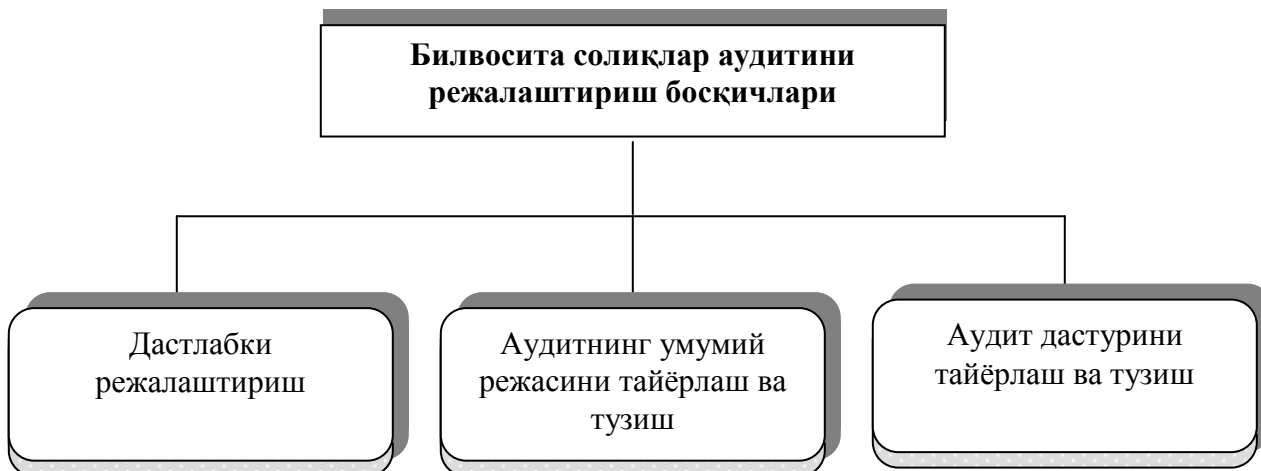 Билвосита солиқлар аудитини
режалаштириш босқичлари
Дастлабки
режалаштириш
Аудитнинг умумий
режасини тайёрлаш ва
тузиш
Аудит дастурини
тайёрлаш ва тузиш